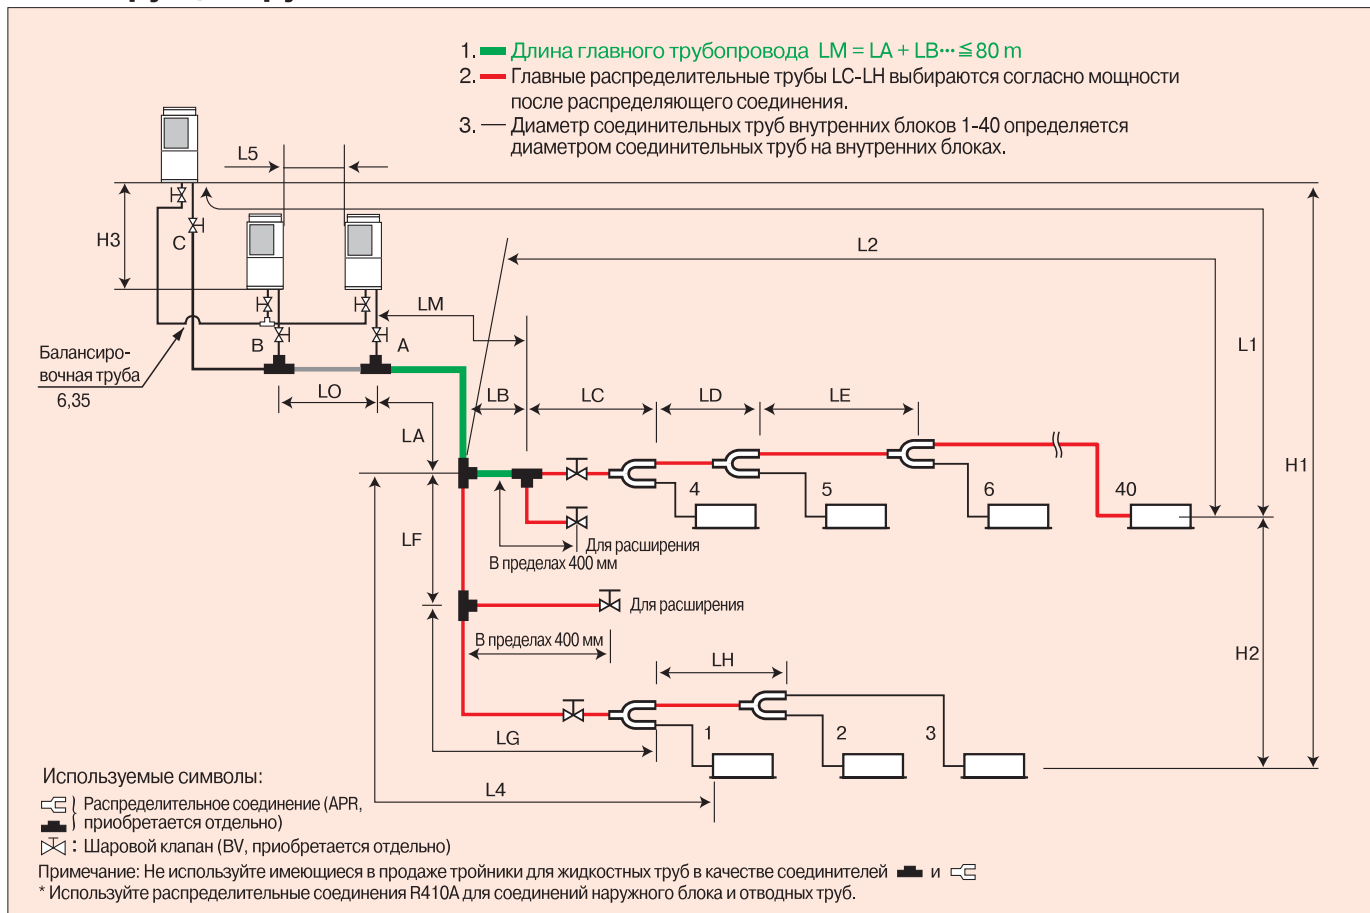 1. Длина главного трубопровода LM = LA + LB··· ≦ 80 m
2. Главные распределительные трубы LC-LH выбираются согласно мощности
после распределяющего соединения.
3. Диаметр соединительных труб внутренних блоков 1-40 определяется
диаметром соединительных труб на внутренних блоках.
L5
H3
C
L2
LM
B
A
L1
Балансиро-
вочная труба
6,35
LO
LA
LB
LC
LD
LE
H1
4
5
6
40
LF
Для расширения
В пределах 400 мм
Для расширения
В пределах 400 мм
LH
H2
LG
1
2
3
L4
Используемые символы:
Распределительное соединение (APR,
приобретается отдельно)
: Шаровой клапан (BV, приобретается отдельно)
Примечание: Не используйте имеющиеся в продаже тройники для жидкостных труб в качестве соединителей и
* Используйте распределительные соединения R410A для соединений наружного блока и отводных труб.